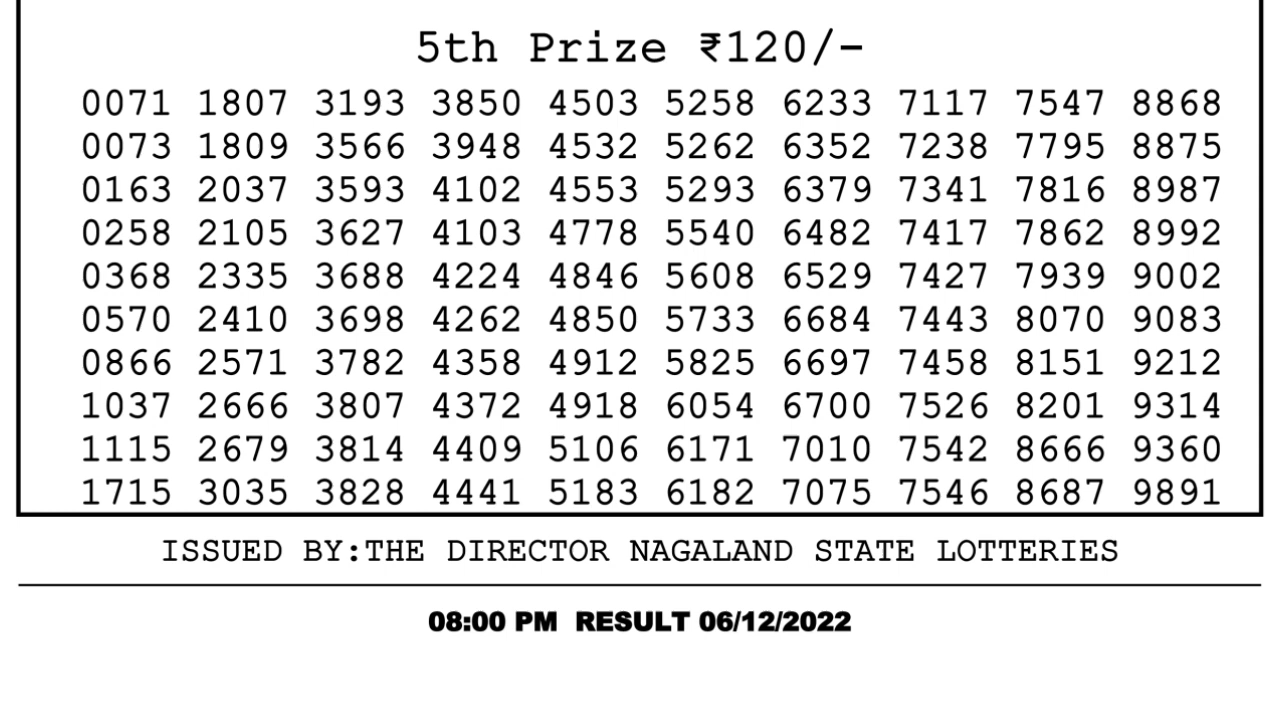 5th Prize ₹120/-
0071 1807 3193 3850 4503 5258 6233 7117 7547 8868
0073 1809 3566 3948 4532 5262 6352 7238 7795 8875
0163 2037 3593 4102 4553 5293 6379 7341 7816 8987
0258 2105 3627 4103 4778 5540 6482 7417 7862 8992
0368 2335 3688 4224 4846 5608 6529 7427 7939 9002
0570 2410 3698 4262 4850 5733 6684 7443 8070 9083
0866 2571 3782 4358 4912 5825 6697 7458 8151 9212
1037 2666 3807 4372 4918 6054 6700 7526 8201 9314
1115 2679 3814 4409 5106 6171 7010 7542 8666 9360
1715 3035 3828 4441 5183 6182 7075 7546 8687 9891
ISSUED BY:THE DIRECTOR NAGALAND STATE LOTTERIES
08:00 PM RESULT 06/12/2022